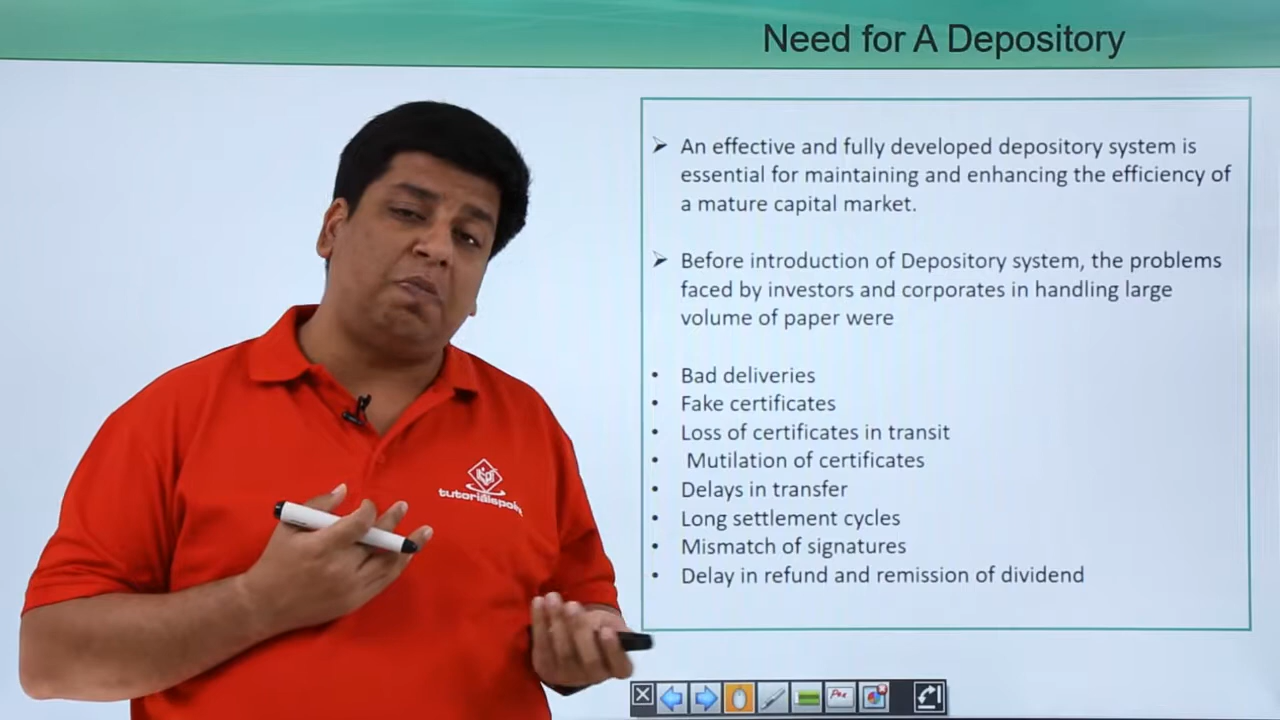 Need for A Depository
➢ An effective and fully developed depository system is
essential for maintaining and enhancing the efficiency of
a mature capital market.
➢ Before introduction of Depository system, the problems
faced by investors and corporates in handling large
volume of paper were
• Bad deliveries
• Fake certificates
• Loss of certificates in transit
• Mutilation of certificates
• Delays in transfer
• Long settlement cycles
• Mismatch of signatures
• Delay in refund and remission of dividend
tutorialspoint